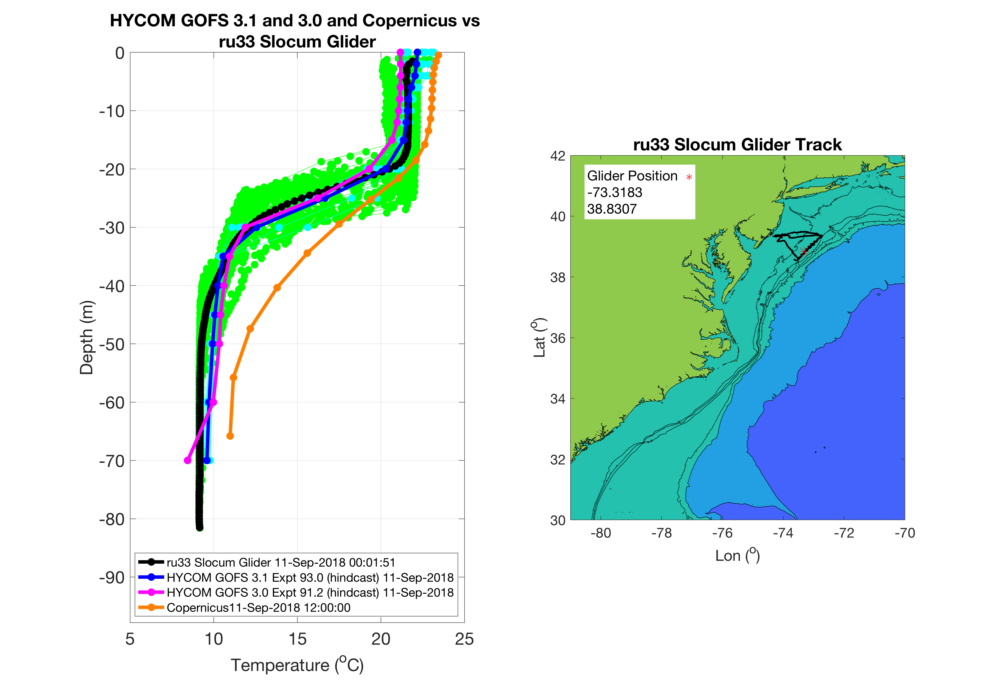 HYCOM GOFS 3.1 and 3.0 and Copernicus vs
ru33 Slocum Glider
0
-10
-20
-30
-40
-50
-60
-70
-80
-90
Depth (m)
ru33 Slocum Glider 11-Sep-2018 00:01:51
HYCOM GOFS 3.1 Expt 93.0 (hindcast) 11-Sep-2018
HYCOM GOFS 3.0 Expt 91.2 (hindcast) 11-Sep-2018
Copernicus11-Sep-2018 12:00:00
5 10 15 20 25
Temperature (°C)
ru33 Slocum Glider Track
Glider Position *
-73.3183
38.8307
42
40
38
36
34
32
30
Lat (°)
-80 -78 -76 -74 -72 -70
Lon (°)